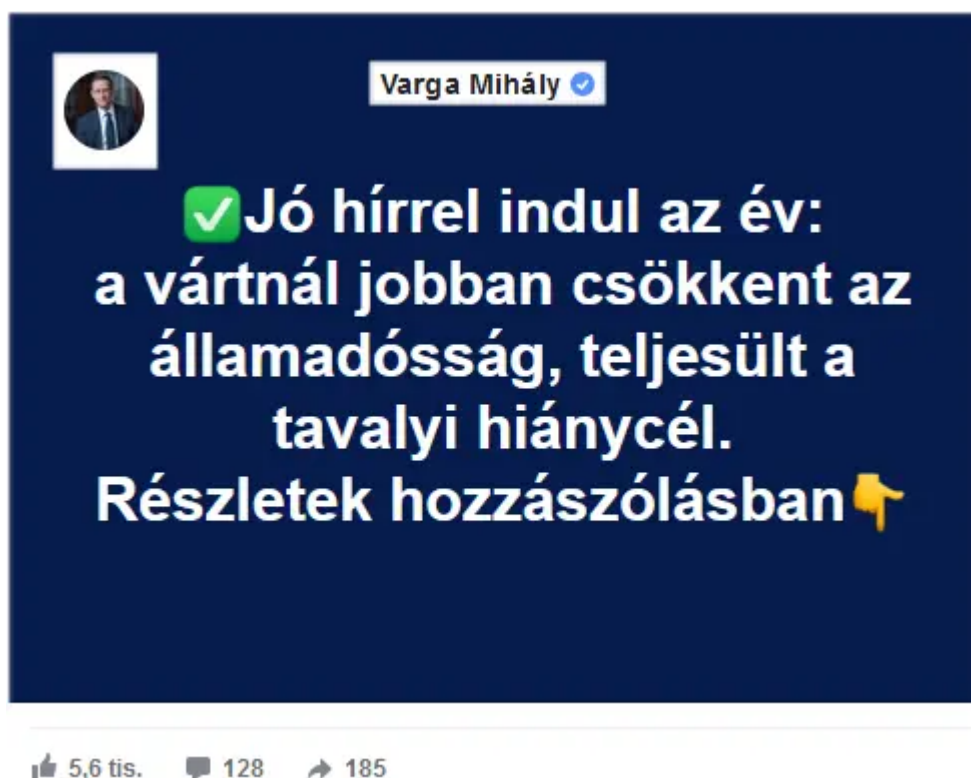 Varga Mihály
✅Jó hírrel indul az év:
a vártnál jobban csökkent az
államadósság, teljesült a
tavalyi hiánycél.
Részletek hozzászólásban👇
5,6 tis. 128 185